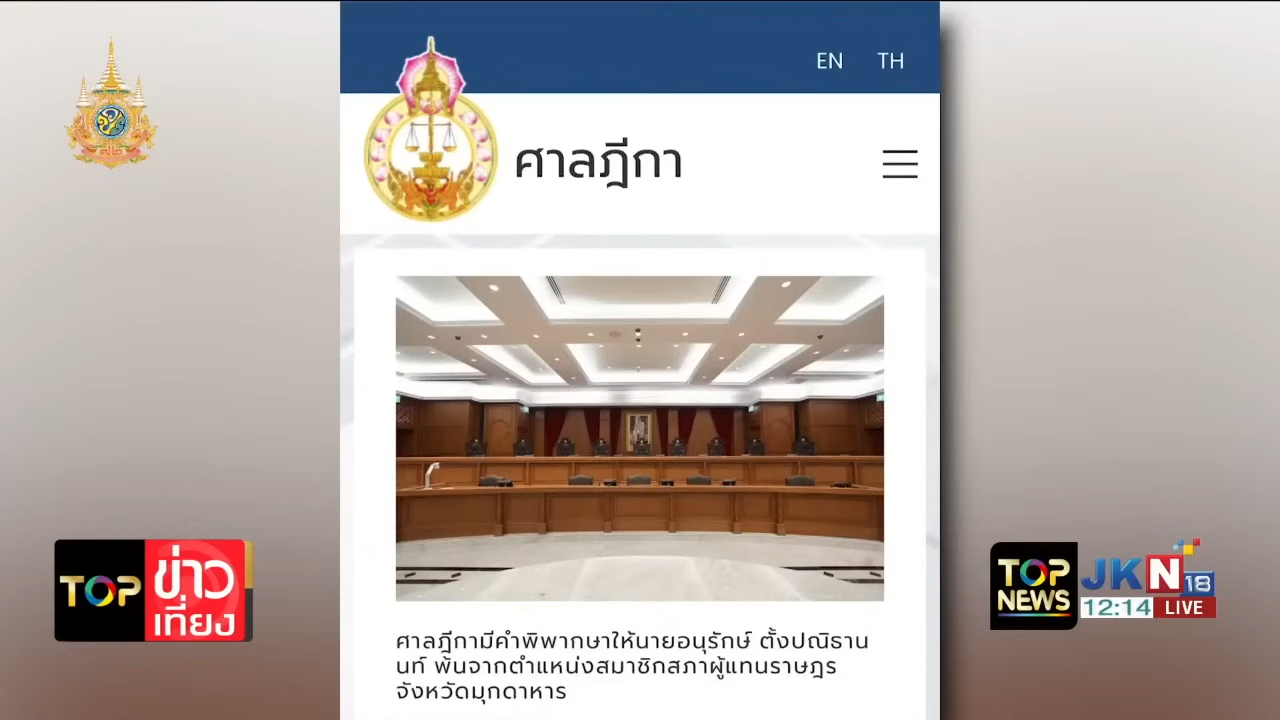 EN TH
ศาลฎีกา
ศาลฎีกามีคำพิพากษาให้นายอนุรักษ์ ตั้งปณิธาน
นท์ พ้นจากตำแหน่งสมาชิกสภาผู้แทนราษฎร
จังหวัดมุกดาหาร
TOP ข่าว
เที่ยง
TOP
NEWS
JKN 18
12:14 LIVE